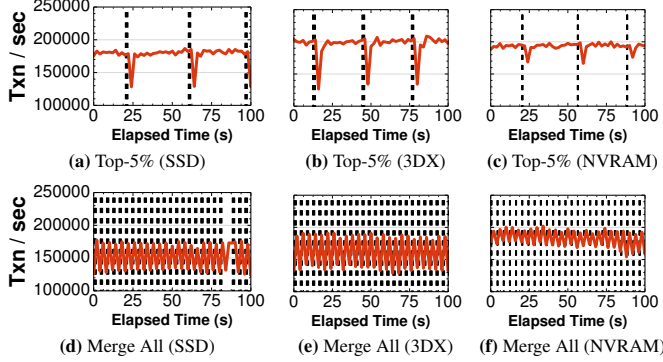 Txn / sec
250000
200000
150000
100000
0 25 50 75 100
0 25 50 75 100
0 25 50 75 100
Elapsed Time (s)
Elapsed Time (s)
Elapsed Time (s)
(a) Top-5% (SSD)
(b) Top-5% (3DX)
(c) Top-5% (NVRAM)
Txn / sec
250000
200000
150000
100000
0 25 50 75 100
0 25 50 75 100
0 25 50 75 100
Elapsed Time (s)
Elapsed Time (s)
Elapsed Time (s)
(d) Merge All (SSD)
(e) Merge All (3DX)
(f) Merge All (NVRAM)